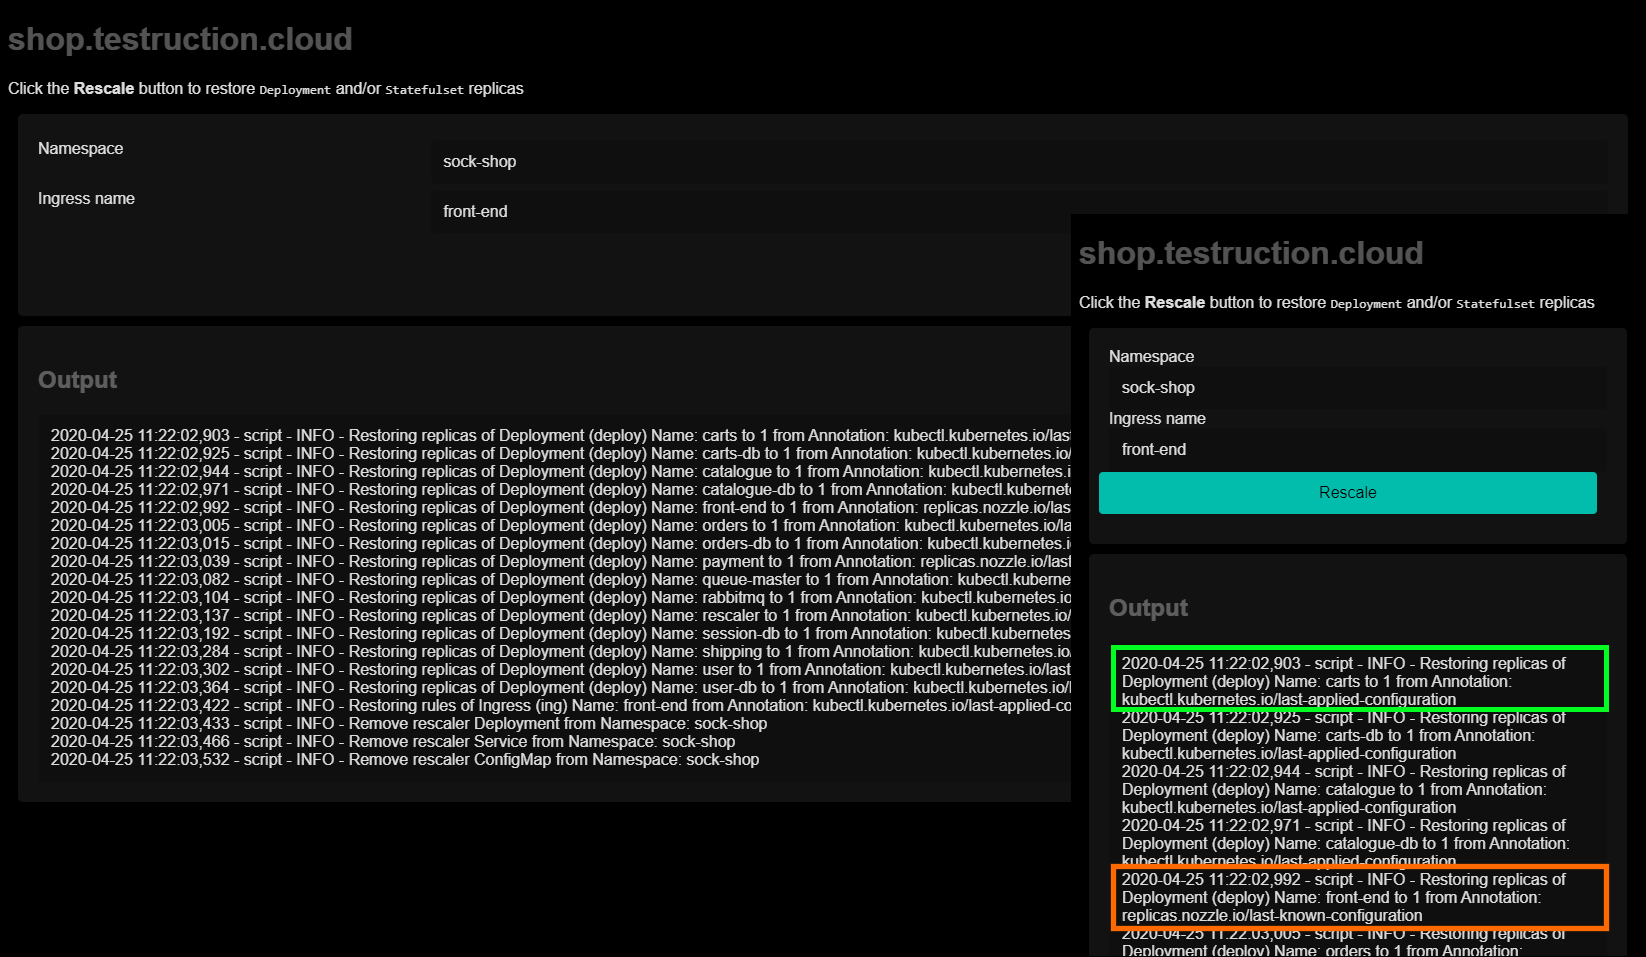 shop.testruction.cloud
Click the Rescale button to restore Deployment and/or Statefulset replicas
Namespace
sock-shop
Ingress name
front-end
Output
2020-04-25 11:22:02,903 - script - INFO - Restoring replicas of Deployment (deploy) Name: carts to 1 from Annotation: kubectl.kubernetes.io/last
2020-04-25 11:22:02,925 - script - INFO - Restoring replicas of Deployment (deploy) Name: carts-db to 1 from Annotation: kubectl.kubernetes.io/
2020-04-25 11:22:02,944 - script - INFO - Restoring replicas of Deployment (deploy) Name: catalogue to 1 from Annotation: kubectl.kubernetes.i
2020-04-25 11:22:02,971 - script - INFO - Restoring replicas of Deployment (deploy) Name: catalogue-db to 1 from Annotation: kubectl.kubernet
2020-04-25 11:22:02,992 - script - INFO - Restoring replicas of Deployment (deploy) Name: front-end to 1 from Annotation: replicas.nozzle.io/las
2020-04-25 11:22:03,005 - script - INFO - Restoring replicas of Deployment (deploy) Name: orders to 1 from Annotation: kubectl.kubernetes.io/la
2020-04-25 11:22:03,015 - script - INFO - Restoring replicas of Deployment (deploy) Name: orders-db to 1 from Annotation: kubectl.kubernetes.i
2020-04-25 11:22:03,039 - script - INFO - Restoring replicas of Deployment (deploy) Name: payment to 1 from Annotation: replicas.nozzle.io/last
2020-04-25 11:22:03,082 - script - INFO - Restoring replicas of Deployment (deploy) Name: queue-master to 1 from Annotation: kubectl.kuberne
2020-04-25 11:22:03,104 - script - INFO - Restoring replicas of Deployment (deploy) Name: rabbitmq to 1 from Annotation: kubectl.kubernetes.io
2020-04-25 11:22:03,137 - script - INFO - Restoring replicas of Deployment (deploy) Name: rescaler to 1 from Annotation: kubectl.kubernetes.io/
2020-04-25 11:22:03,192 - script - INFO - Restoring replicas of Deployment (deploy) Name: session-db to 1 from Annotation: kubectl.kubernetes
2020-04-25 11:22:03,284 - script - INFO - Restoring replicas of Deployment (deploy) Name: shipping to 1 from Annotation: kubectl.kubernetes.io/
2020-04-25 11:22:03,302 - script - INFO - Restoring replicas of Deployment (deploy) Name: user to 1 from Annotation: kubectl.kubernetes.io/last
2020-04-25 11:22:03,364 - script - INFO - Restoring replicas of Deployment (deploy) Name: user-db to 1 from Annotation: kubectl.kubernetes.io/l
2020-04-25 11:22:03,422 - script - INFO - Restoring rules of Ingress (ing) Name: front-end from Annotation: kubectl.kubernetes.io/last-applied-co
2020-04-25 11:22:03,433 - script - INFO - Remove rescaler Deployment from Namespace: sock-shop
2020-04-25 11:22:03,466 - script - INFO - Remove rescaler Service from Namespace: sock-shop
2020-04-25 11:22:03,532 - script - INFO - Remove rescaler ConfigMap from Namespace: sock-shop
shop.testruction.cloud
Click the Rescale button to restore Deployment and/or Statefulset replicas
Namespace
sock-shop
Ingress name
front-end
Rescale
Output
2020-04-25 11:22:02,903 - script - INFO - Restoring replicas of
Deployment (deploy) Name: carts to 1 from Annotation:
kubectl.kubernetes.io/last-applied-configuration
2020-04-25 11:22:02,925 - script - INFO - Restoring replicas of
Deployment (deploy) Name: carts-db to 1 from Annotation:
kubectl.kubernetes.io/last-applied-configuration
2020-04-25 11:22:02,944 - script - INFO - Restoring replicas of
Deployment (deploy) Name: catalogue to 1 from Annotation:
kubectl.kubernetes.io/last-applied-configuration
2020-04-25 11:22:02,971 - script - INFO - Restoring replicas of
Deployment (deploy) Name: catalogue-db to 1 from Annotation:
kubectl.kubernetes.io/last-applied-configuration
2020-04-25 11:22:02,992 - script - INFO - Restoring replicas of
Deployment (deploy) Name: front-end to 1 from Annotation:
replicas.nozzle.io/last-known-configuration
2020-04-25 11:22:03,005 - script - INFO - Restoring replicas of
Deployment (deploy) Name: orders to 1 from Annotation: